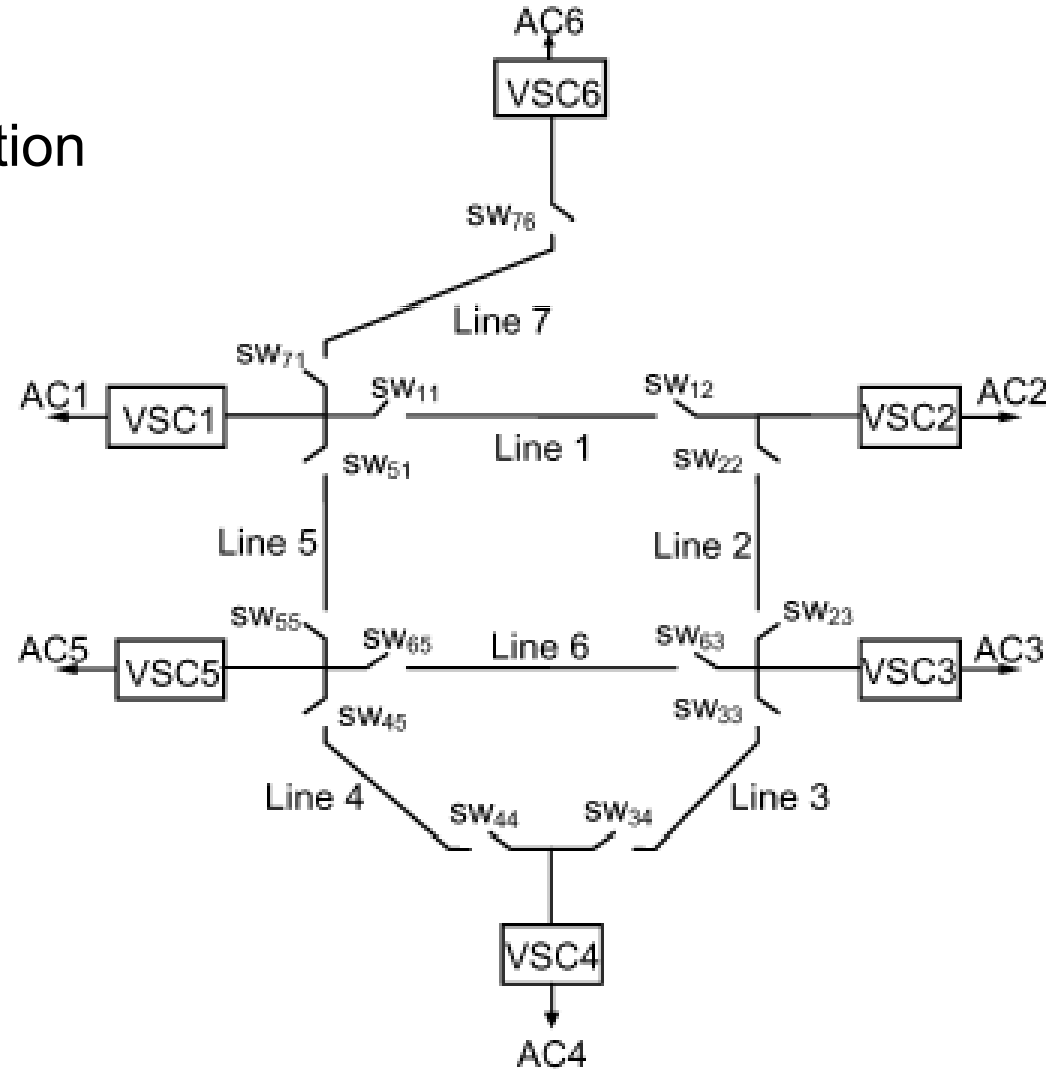 AC6
VSC6
tion
SW76
Line 7
SW71
AC1
VSC1
SW11
SW12
AC2
VSC2
Line 1
SW51
SW22
Line 5
Line 2
SW55
SW23
AC5
VSC5
SW65
Line 6
SW63
AC3
VSC3
SW45
SW33
Line 4
Line 3
SW44
SW34
VSC4
AC4